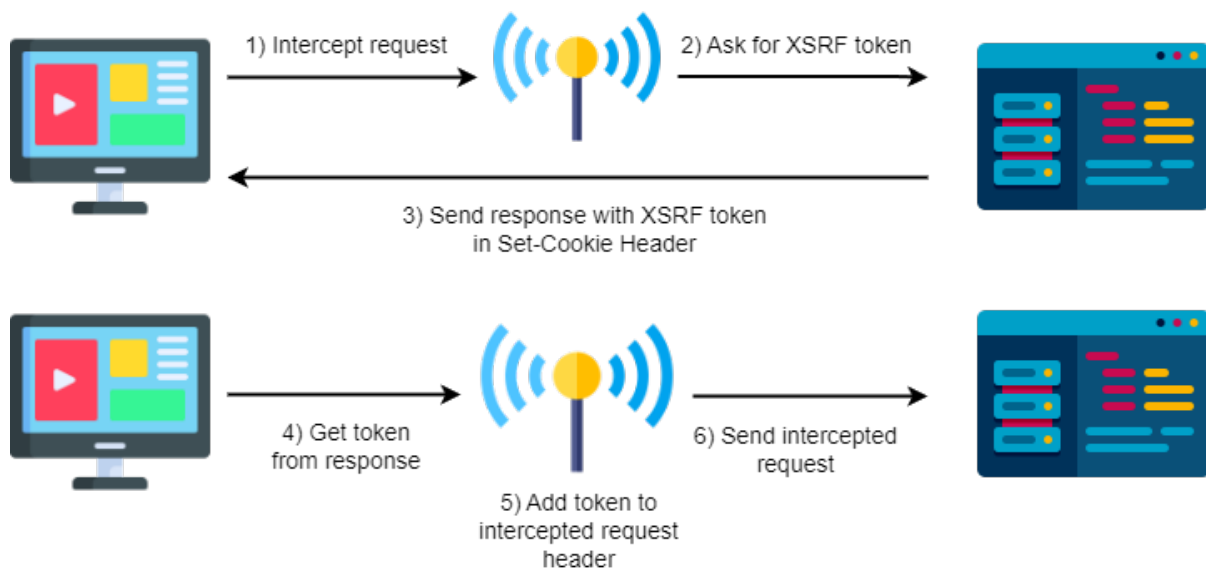 1) Intercept request
2) Ask for XSRF token
3) Send response with XSRF token
in Set-Cookie Header
4) Get token
from response
5) Add token to
intercepted request
header
6) Send intercepted
request